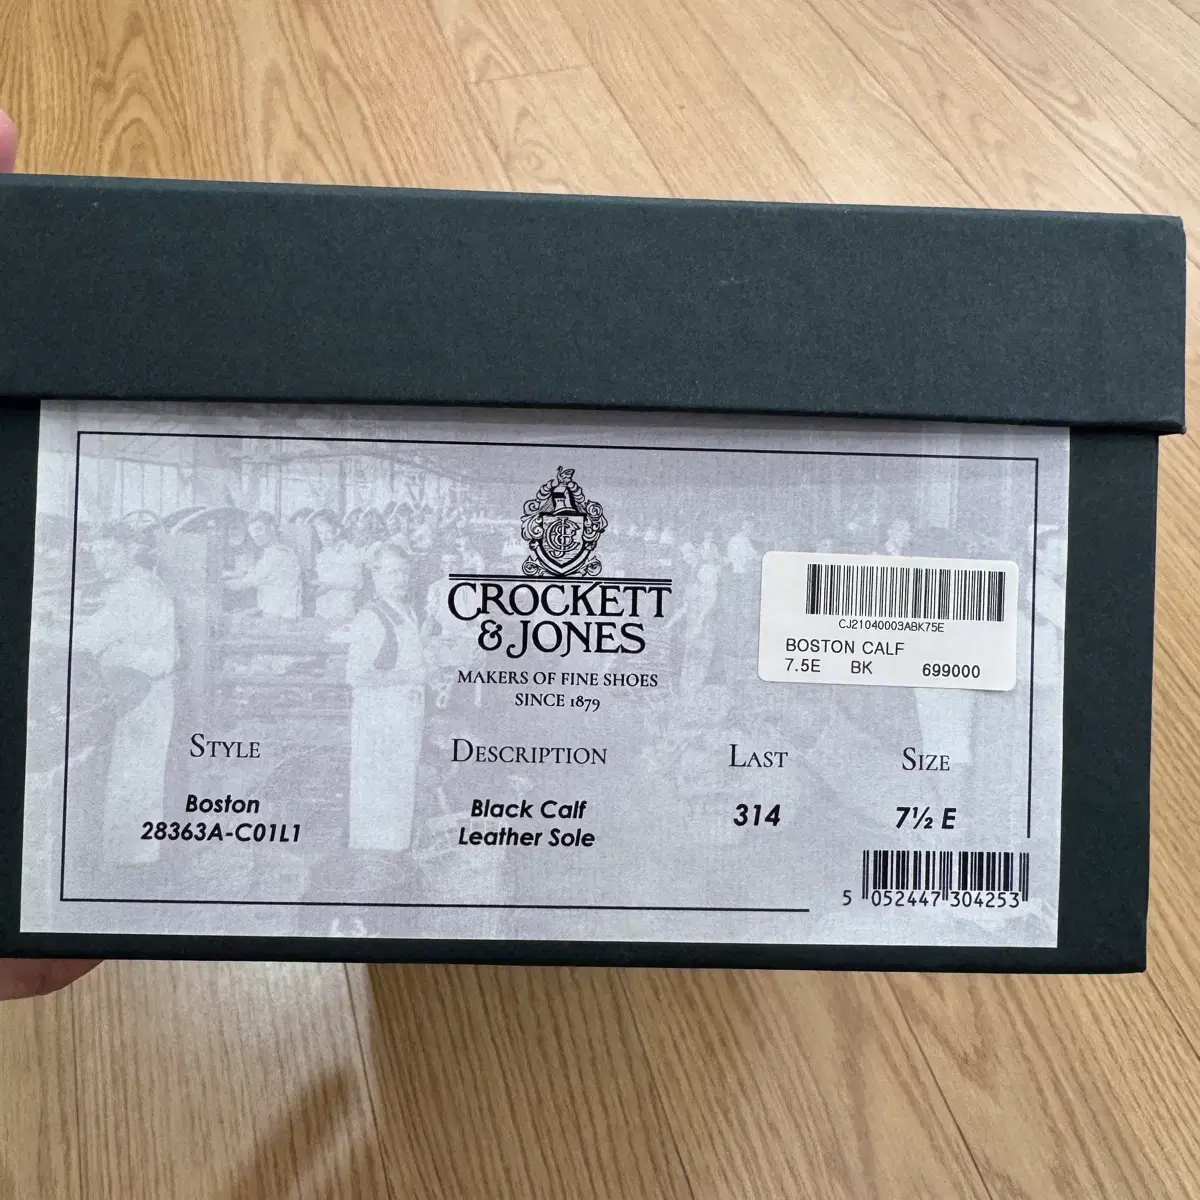 CROCKETT
& JONES
MAKERS OF FINE SHOES
SINCE 1879
CJ21040003ABK75E
BOSTON CALF
7.5E BK 699000
STYLE DESCRIPTION LAST SIZE
Boston Black Calf 314 7½ E
28363A-C01L1 Leather Sole
5 052447 304253